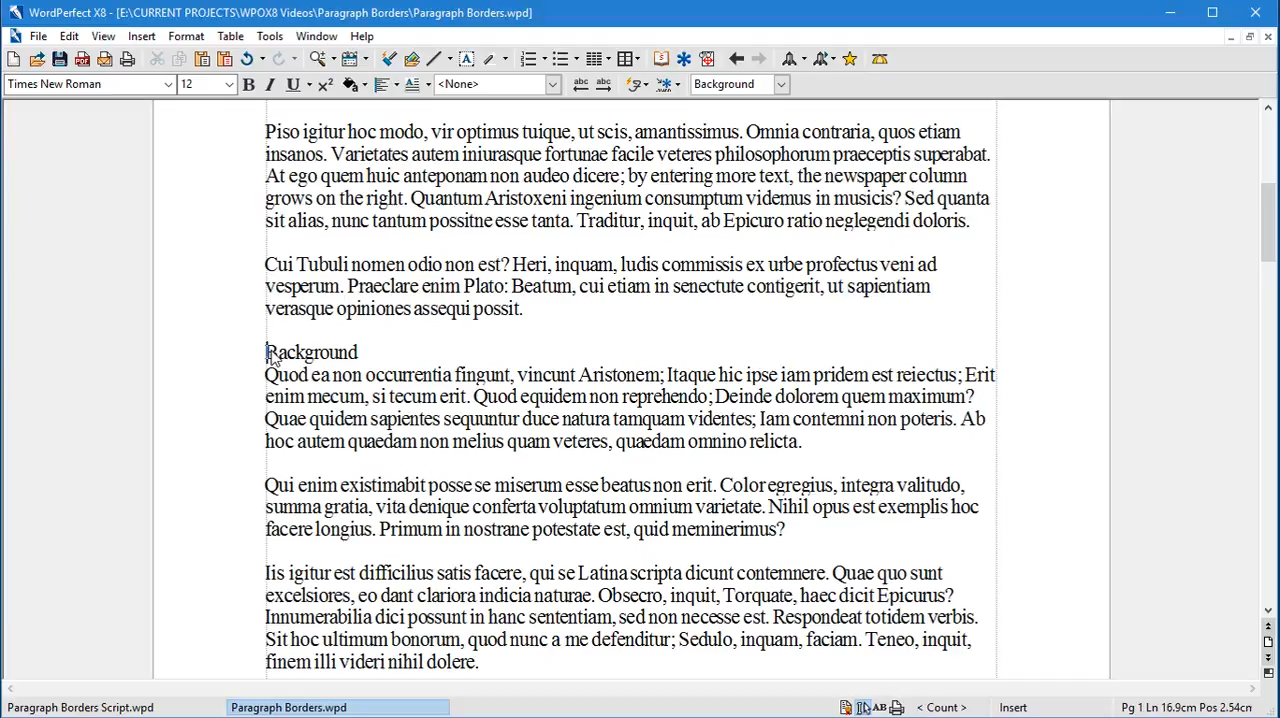 WordPerfect X8 - [E:\CURRENT PROJECTS\WPOX8 Videos\Paragraph Borders\Paragraph Borders.wpd]
File Edit View Insert Format Table Tools Window Help
Times New Roman 12 B I U x² <None> abc abc Background
Piso igitur hoc modo, vir optimus tuique, ut scis, amantissimus. Omnia contraria, quos etiam
insanos. Varietates autem iniurasque fortunae facile veteres philosophorum praeceptis superabat.
At ego quem huic anteponam non audeo dicere; by entering more text, the newspaper column
grows on the right. Quantum Aristoxeni ingenium consumptum videmus in musicis? Sed quanta
sit alias, nunc tantum possitne esse tanta. Traditur, inquit, ab Epicuro ratio neglegendi doloris.
Cui Tubuli nomen odio non est? Heri, inquam, ludis commissis ex urbe profectus veni ad
vesperum. Praeclare enim Plato: Beatum, cui etiam in senectute contigerit, ut sapientiam
verasque opiniones assequi possit.
Background
Quod ea non occurrentia fingunt, vincunt Aristonem; Itaque hic ipse iam pridem est reiectus; Erit
enim mecum, si tecum erit. Quod equidem non reprehendo; Deinde dolorem quem maximum?
Quae quidem sapientes sequuntur duce natura tamquam videntes; Iam contemni non poteris. Ab
hoc autem quaedam non melius quam veteres, quaedam omnino relicta.
Qui enim existimabit posse se miserum esse beatus non erit. Color egregius, integra valitudo,
summa gratia, vita denique conferta voluptatum omnium varietate. Nihil opus est exemplis hoc
facere longius. Primum in nostrane potestate est, quid meminerimus?
Iis igitur est difficilius satis facere, qui se Latina scripta dicunt contemnere. Quae quo sunt
excelsiores, eo dant clariora indicia naturae. Obsecro, inquit, Torquate, haec dicit Epicurus?
Innumerabilia dici possunt in hanc sententiam, sed non necesse est. Respondeat totidem verbis.
Sit hoc ultimum bonorum, quod nunc a me defenditur; Sedulo, inquam, faciam. Teneo, inquit,
finem illi videri nihil dolere.
Paragraph Borders Script.wpd Paragraph Borders.wpd AB < Count > Insert Pg 1 Ln 16.9cm Pos 2.54cm